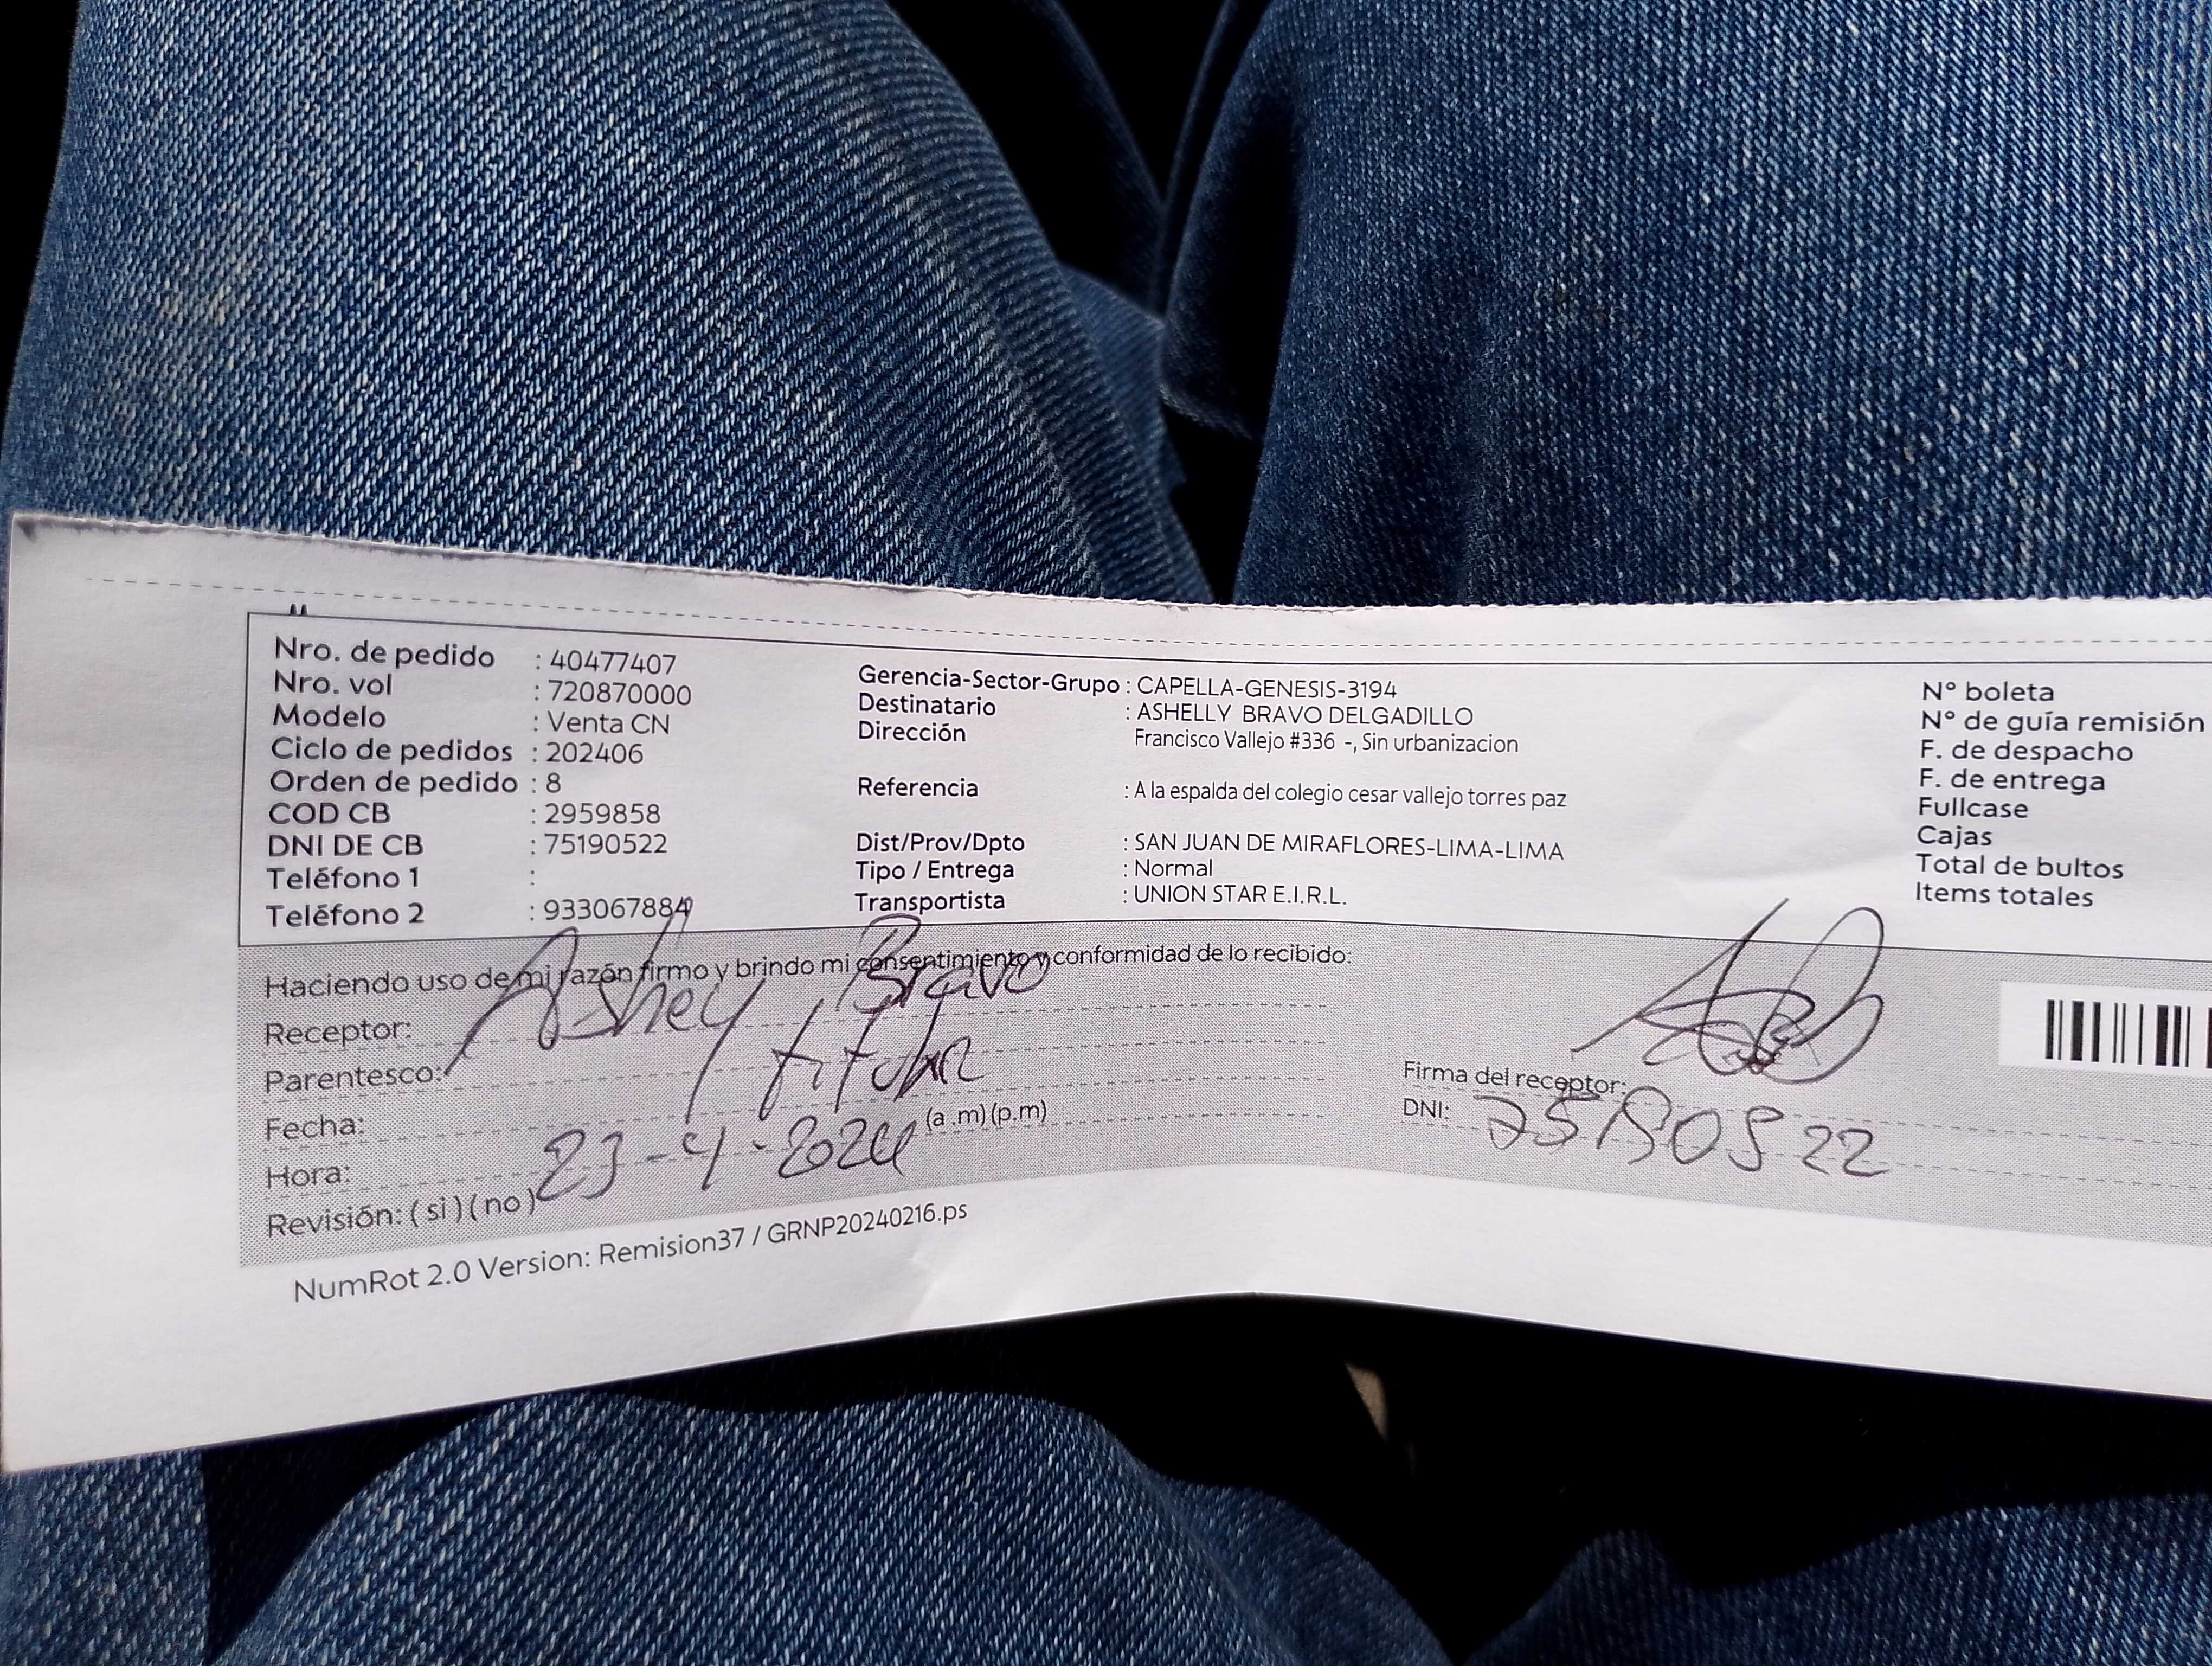 Nro. de pedido : 40477407
Nro. vol : 720870000
Modelo : Venta CN
Ciclo de pedidos : 202406
Orden de pedido : 8
COD CB : 2959858
DNI DE CB : 75190522
Teléfono 1 :
Teléfono 2 : 933067884
Gerencia-Sector-Grupo : CAPELLA-GENESIS-3194
Destinatario : ASHELLY BRAVO DELGADILLO
Dirección Francisco Vallejo #336 -, Sin urbanizacion
Referencia : A la espalda del colegio cesar vallejo torres paz
Dist/Prov/Dpto : SAN JUAN DE MIRAFLORES-LIMA-LIMA
Tipo / Entrega : Normal
Transportista : UNION STAR E.I.R.L.
N° boleta
N° de guía remisión
F. de despacho
F. de entrega
Fullcase
Cajas
Total de bultos
Items totales
Haciendo uso de mi razón firmo y brindo mi consentimiento y conformidad de lo recibido:
Receptor: Ashely Bravo
Parentesco: titular
Fecha:
Hora: 23-4-2024 (a.m) (p.m)
Revisión: (si) (no)
Firma del receptor:
DNI: 75190522
NumRot 2.0 Version: Remision37 / GRNP20240216.ps